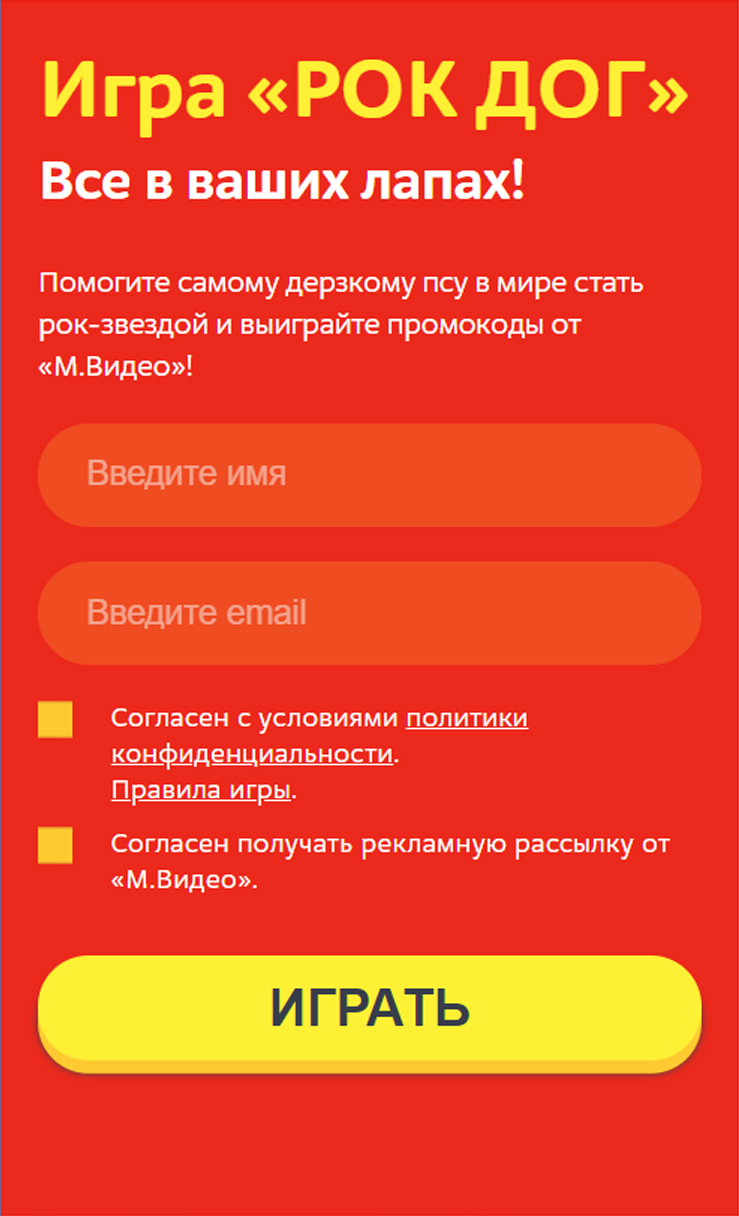 Игра «РОК ДОГ»
Все в ваших лапах!
Помогите самому дерзкому псу в мире стать
рок-звездой и выиграйте промокоды от
«М.Видео»!
Введите имя
Введите email
Согласен с условиями политики
конфиденциальности.
Правила игры.
Согласен получать рекламную рассылку от
«М.Видео».
ИГРАТЬ